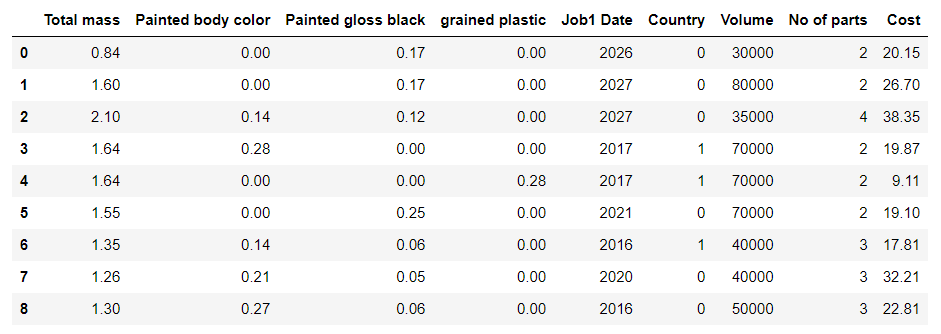 Total mass Painted body color Painted gloss black grained plastic Job1 Date Country Volume No of parts Cost
0 0.84 0.00 0.17 0.00 2026 0 30000 2 20.15
1 1.60 0.00 0.17 0.00 2027 0 80000 2 26.70
2 2.10 0.14 0.12 0.00 2027 0 35000 4 38.35
3 1.64 0.28 0.00 0.00 2017 1 70000 2 19.87
4 1.64 0.00 0.00 0.28 2017 1 70000 2 9.11
5 1.55 0.00 0.25 0.00 2021 0 70000 2 19.10
6 1.35 0.14 0.06 0.00 2016 1 40000 3 17.81
7 1.26 0.21 0.05 0.00 2020 0 40000 3 32.21
8 1.30 0.27 0.06 0.00 2016 0 50000 3 22.81